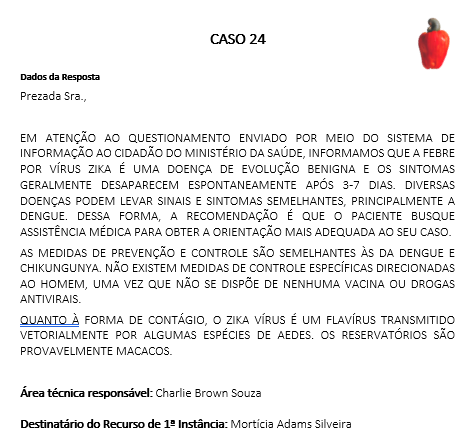 CASO 24
Dados da Resposta
Prezada Sra.,
EM ATENÇÃO AO QUESTIONAMENTO ENVIADO POR MEIO DO SISTEMA DE
INFORMAÇÃO AO CIDADÃO DO MINISTÉRIO DA SAÚDE, INFORMAMOS QUE A FEBRE
POR VÍRUS ZIKA É UMA DOENÇA DE EVOLUÇÃO BENIGNA E OS SINTOMAS
GERALMENTE DESAPARECEM ESPONTANEAMENTE APÓS 3-7 DIAS. DIVERSAS
DOENÇAS PODEM LEVAR SINAIS E SINTOMAS SEMELHANTES, PRINCIPALMENTE A
DENGUE. DESSA FORMA, A RECOMENDAÇÃO É QUE O PACIENTE BUSQUE
ASSISTÊNCIA MÉDICA PARA OBTER A ORIENTAÇÃO MAIS ADEQUADA AO SEU CASO.
AS MEDIDAS DE PREVENÇÃO E CONTROLE SÃO SEMELHANTES ÀS DA DENGUE E
CHIKUNGUNYA. NÃO EXISTEM MEDIDAS DE CONTROLE ESPECÍFICAS DIRECIONADAS
AO HOMEM, UMA VEZ QUE NÃO SE DISPÕE DE NENHUMA VACINA OU DROGAS
ANTIVIRAIS.
QUANTO À FORMA DE CONTÁGIO, O ZIKA VÍRUS É UM FLAVÍRUS TRANSMITIDO
VETORIALMENTE POR ALGUMAS ESPÉCIES DE AEDES. OS RESERVATÓRIOS SÃO
PROVAVELMENTE MACACOS.
Área técnica responsável: Charlie Brown Souza
Destinatário do Recurso de 1ª Instância: Mortícia Adams Silveira